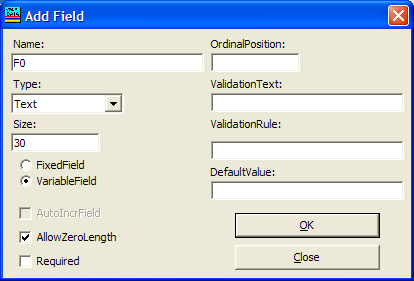 Add Field
Name:
F0
OrdinalPosition:
Type:
Text
ValidationText:
Size:
30
ValidationRule:
FixedField
VariableField
DefaultValue:
AutoIncrField
AllowZeroLength
OK
Required
Close